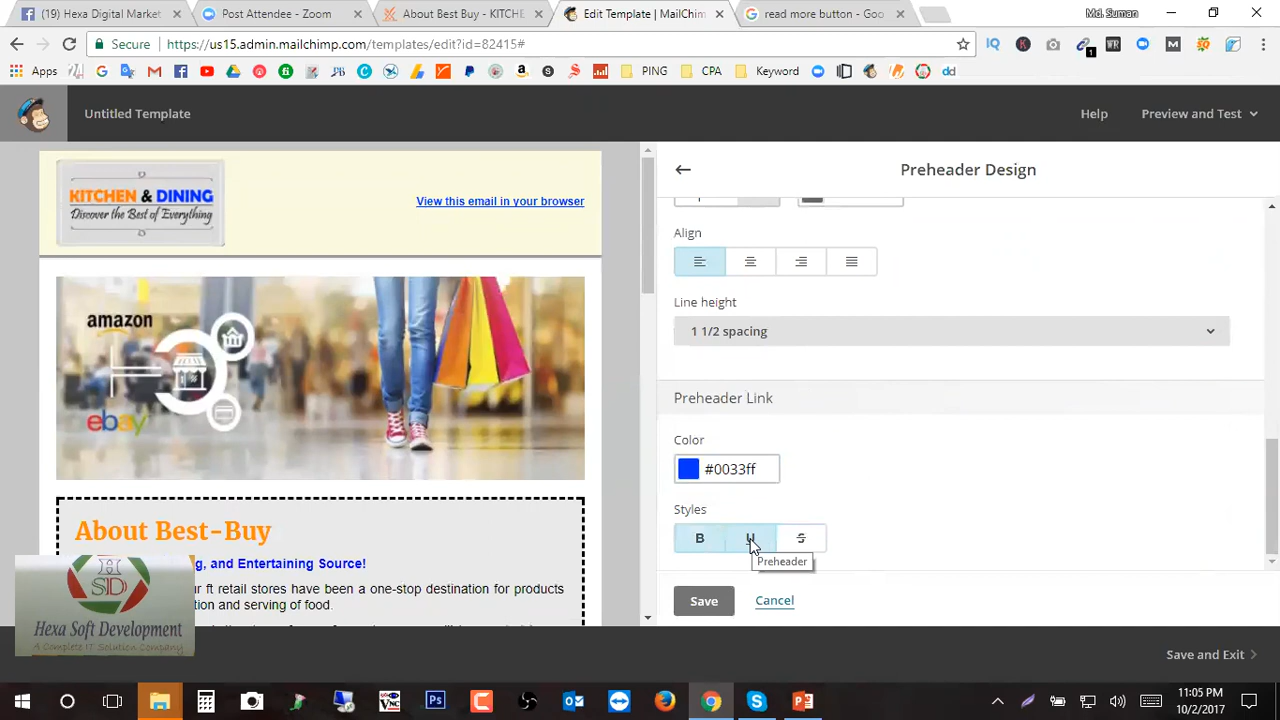 (19) Hexa Digital Market
Post Attendee - Zoom
About Best Buy - KITCHE
Edit Template | MailChim
read more button - Goo
Md. Suman
Secure
https://us15.admin.mailchimp.com/templates/edit?id=82415#
1
Apps
PING
CPA
Keyword
Untitled Template
Help
Preview and Test
KITCHEN & DINING
Discover the Best of Everything
View this email in your browser
amazon
ebay
About Best-Buy
ng, and Entertaining Source!
ur ft retail stores have been a one-stop destination for products
tion and serving of food.
HSD
Hexa Soft Development
A Complete IT Solution Company
Preheader Design
Align
Line height
1 1/2 spacing
Preheader Link
Color
#0033ff
Styles
B U S
Preheader
Save
Cancel
Save and Exit
11:05 PM
10/2/2017